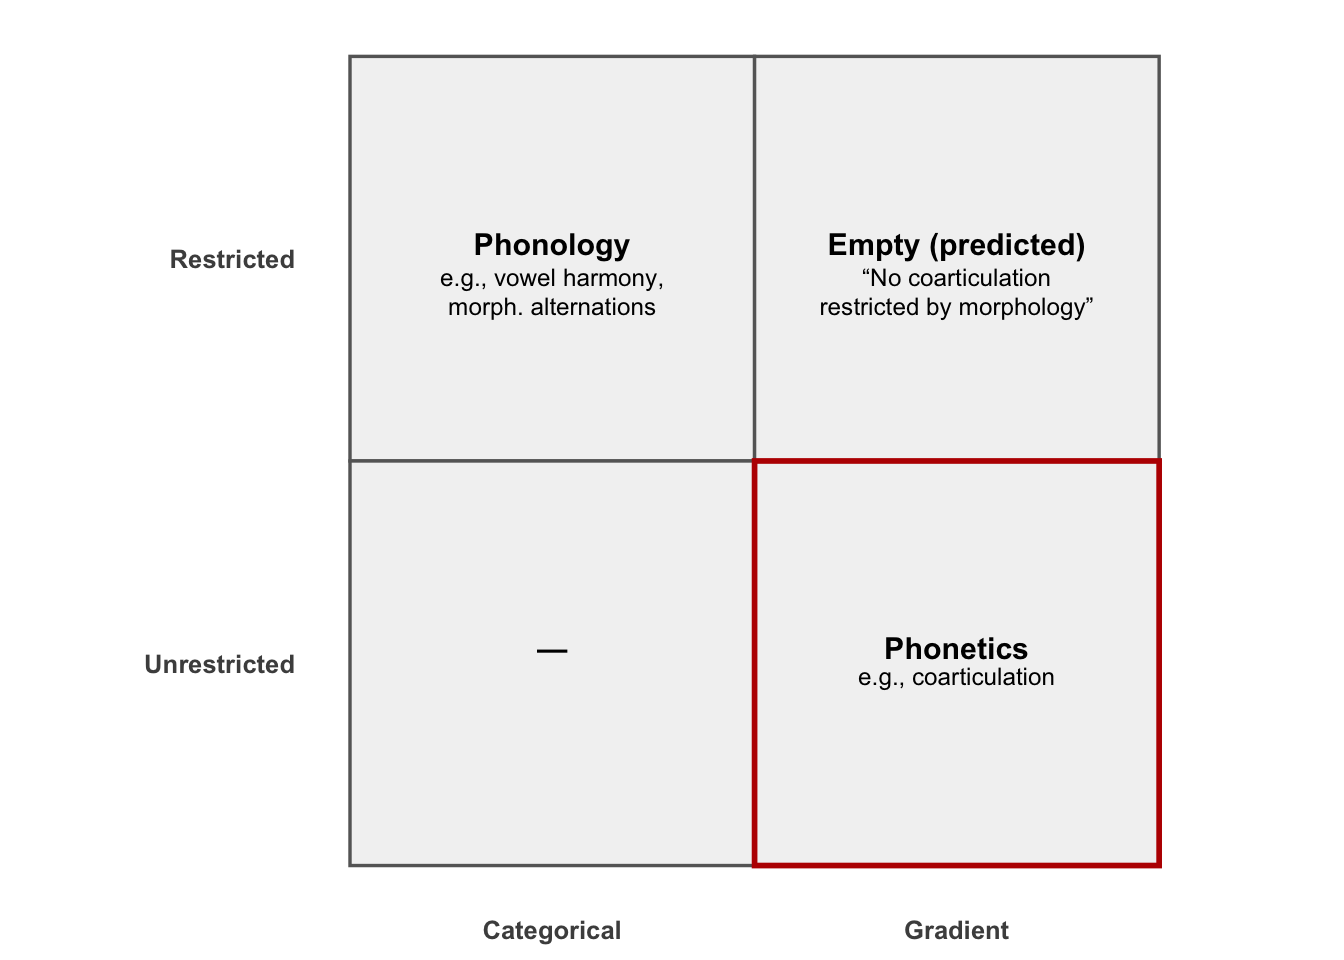 Restricted
Phonology
e.g., vowel harmony,
morph. alternations
Empty (predicted)
“No coarticulation
restricted by morphology”
Unrestricted
—
Phonetics
e.g., coarticulation
Categorical
Gradient